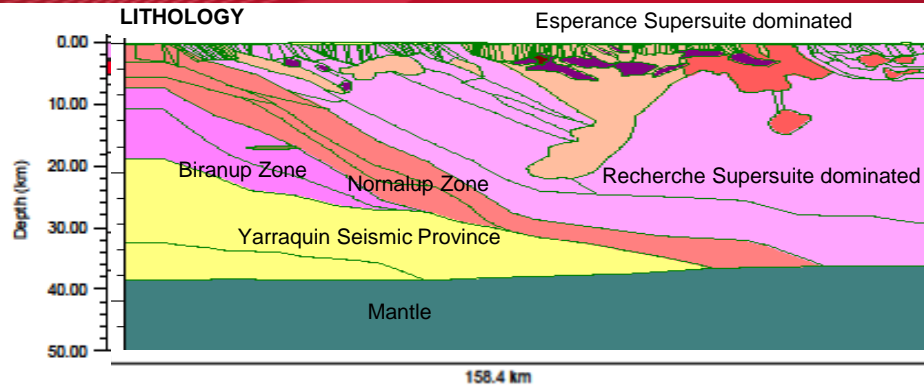 LITHOLOGY
Esperance Supersuite dominated
0.00
10.00
20.00
30.00
40.00
50.00
Depth (km)
Biranup Zone
Nornalup Zone
Recherche Supersuite dominated
Yarraquin Seismic Province
Mantle
158.4 km